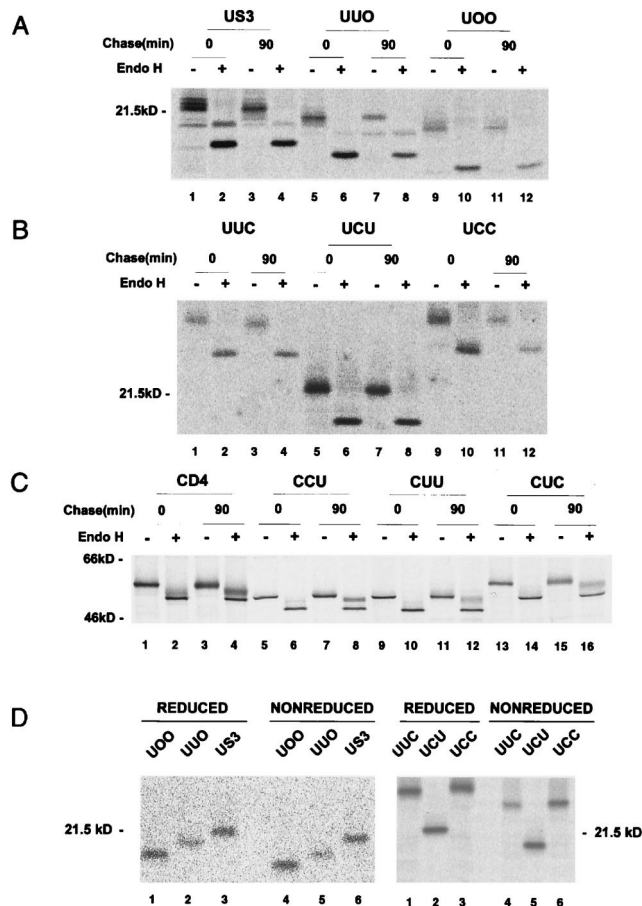 A
US3 UUO UOO
Chase(min) 0 90 0 90 0 90
Endo H - + - + - + - + - + - +
21.5kD -
1 2 3 4 5 6 7 8 9 10 11 12
B
UUC UCU UCC
Chase(min) 0 90 0 90 0 90
Endo H - + - + - + - + - + - +
21.5kD -
1 2 3 4 5 6 7 8 9 10 11 12
C
CD4 CCU CUU CUC
Chase(min) 0 90 0 90 0 90 0 90
Endo H - + - + - + - + - + - + - + - +
66kD -
46kD -
1 2 3 4 5 6 7 8 9 10 11 12 13 14 15 16
D
REDUCED NONREDUCED REDUCED NONREDUCED
UOO UUO US3 UOO UUO US3 UUC UCU UCC UUC UCU UCC
21.5 kD - - 21.5 kD
1 2 3 4 5 6 1 2 3 4 5 6